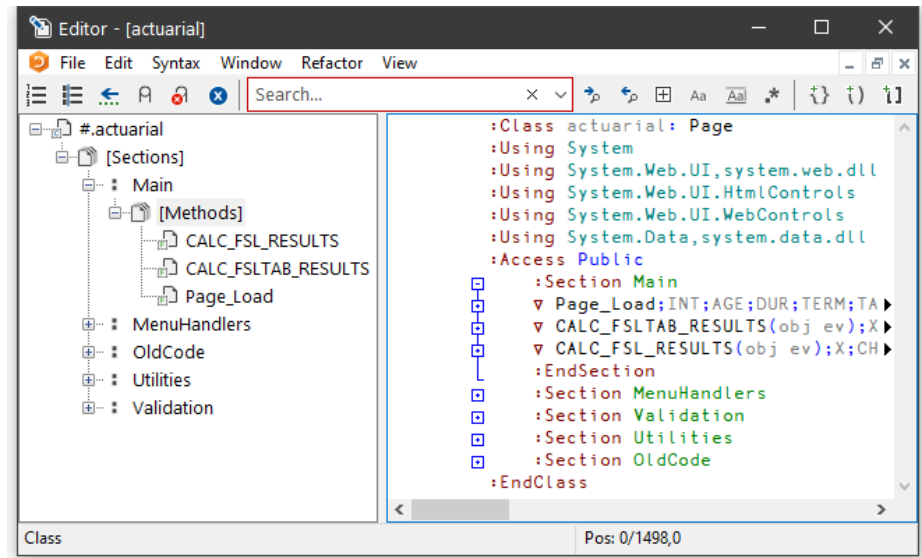 Editor - [actuarial]
File Edit Syntax Window Refactor View
Search...
Aa Aa .* {} () []
#.actuarial
[Sections]
Main
[Methods]
CALC_FSL_RESULTS
CALC_FSLTAB_RESULTS
Page_Load
MenuHandlers
OldCode
Utilities
Validation
:Class actuarial: Page
:Using System
:Using System.Web.UI,system.web.dll
:Using System.Web.UI.HtmlControls
:Using System.Web.UI.WebControls
:Using System.Data,system.data.dll
:Access Public
:Section Main
∇ Page_Load;INT;AGE;DUR;TERM;TA
∇ CALC_FSLTAB_RESULTS(obj ev);X
∇ CALC_FSL_RESULTS(obj ev);X;CH
:EndSection
:Section MenuHandlers
:Section Validation
:Section Utilities
:Section OldCode
:EndClass
Class Pos: 0/1498,0